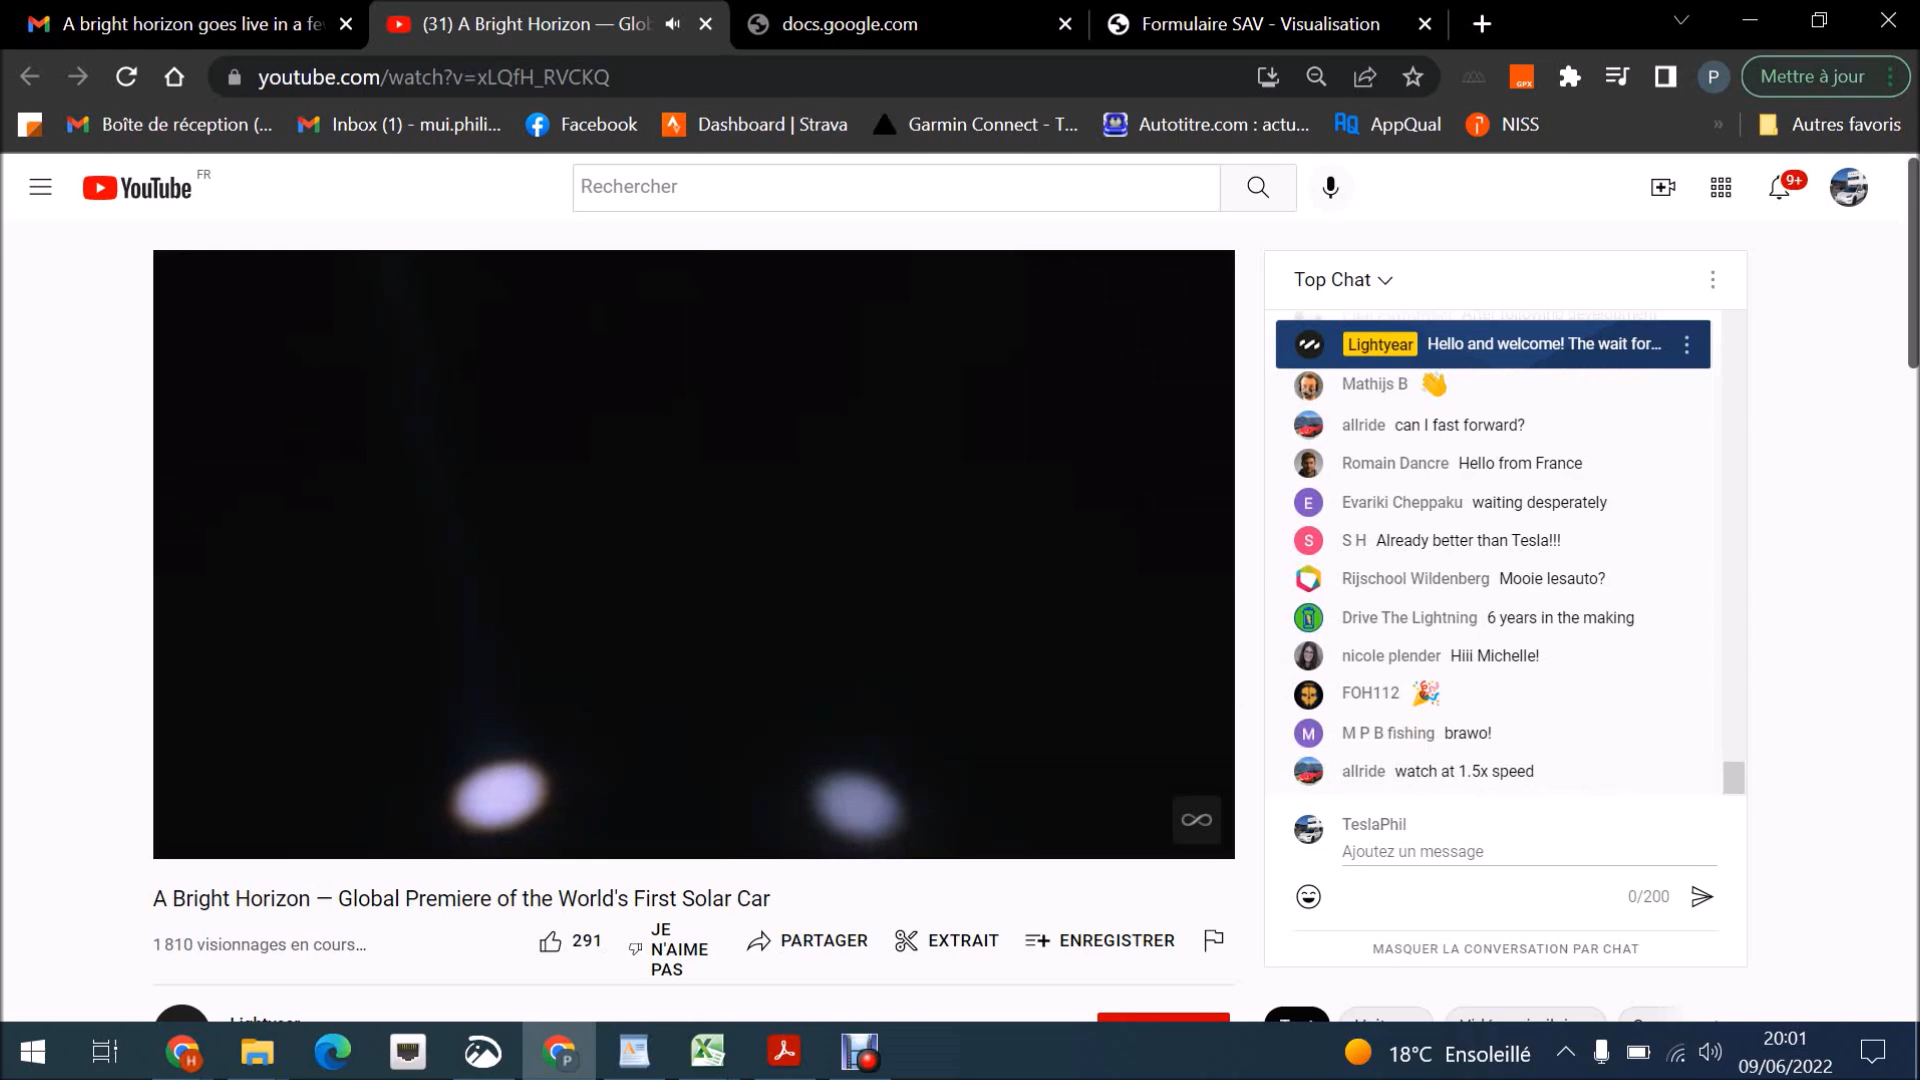 A bright horizon goes live in a fe
(31) A Bright Horizon — Glob
docs.google.com
Formulaire SAV - Visualisation
youtube.com/watch?v=xLQfH_RVCKQ
GPX
P
Mettre à jour
Boîte de réception (...
Inbox (1) - mui.phili...
Facebook
Dashboard | Strava
Garmin Connect - T...
Autotitre.com : actu...
AQ
AppQual
NISS
»
Autres favoris
YouTube FR
Rechercher
9+
Top Chat
Lightyear Hello and welcome! The wait for...
Mathijs B 👋
allride can I fast forward?
Romain Dancre Hello from France
E
Evariki Cheppaku waiting desperately
S
S H Already better than Tesla!!!
Rijschool Wildenberg Mooie lesauto?
Drive The Lightning 6 years in the making
nicole plender Hiii Michelle!
FOH112 🎉
M
M P B fishing brawo!
allride watch at 1.5x speed
TeslaPhil
Ajoutez un message
0/200
MASQUER LA CONVERSATION PAR CHAT
A Bright Horizon — Global Premiere of the World's First Solar Car
1 810 visionnages en cours...
291
JE
N'AIME
PAS
PARTAGER
EXTRAIT
ENREGISTRER
Lightyear
H
P
18°C Ensoleillé
20:01
09/06/2022